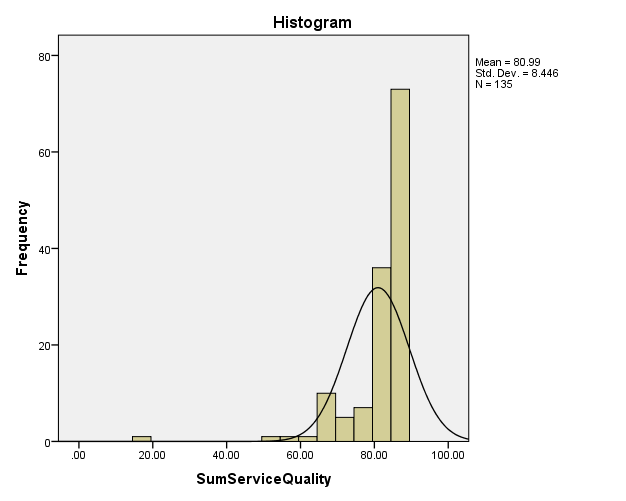 Histogram
Mean = 80.99
Std. Dev. = 8.446
N = 135
80
60
40
20
0
Frequency
.00 20.00 40.00 60.00 80.00 100.00
SumServiceQuality